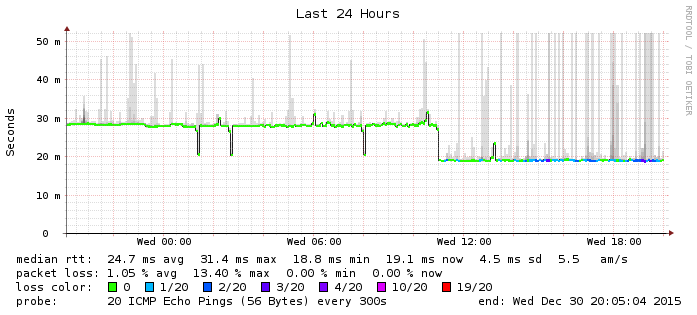 Last 24 Hours
RRDTOOL / TOBI OETIKER
Seconds
50 m
40 m
30 m
20 m
10 m
0
Wed 00:00 Wed 06:00 Wed 12:00 Wed 18:00
median rtt: 24.7 ms avg 31.4 ms max 18.8 ms min 19.1 ms now 4.5 ms sd 5.5 am/s
packet loss: 1.05 % avg 13.40 % max 0.00 % min 0.00 % now
loss color: 0 1/20 2/20 3/20 4/20 10/20 19/20
probe: 20 ICMP Echo Pings (56 Bytes) every 300s end: Wed Dec 30 20:05:04 2015